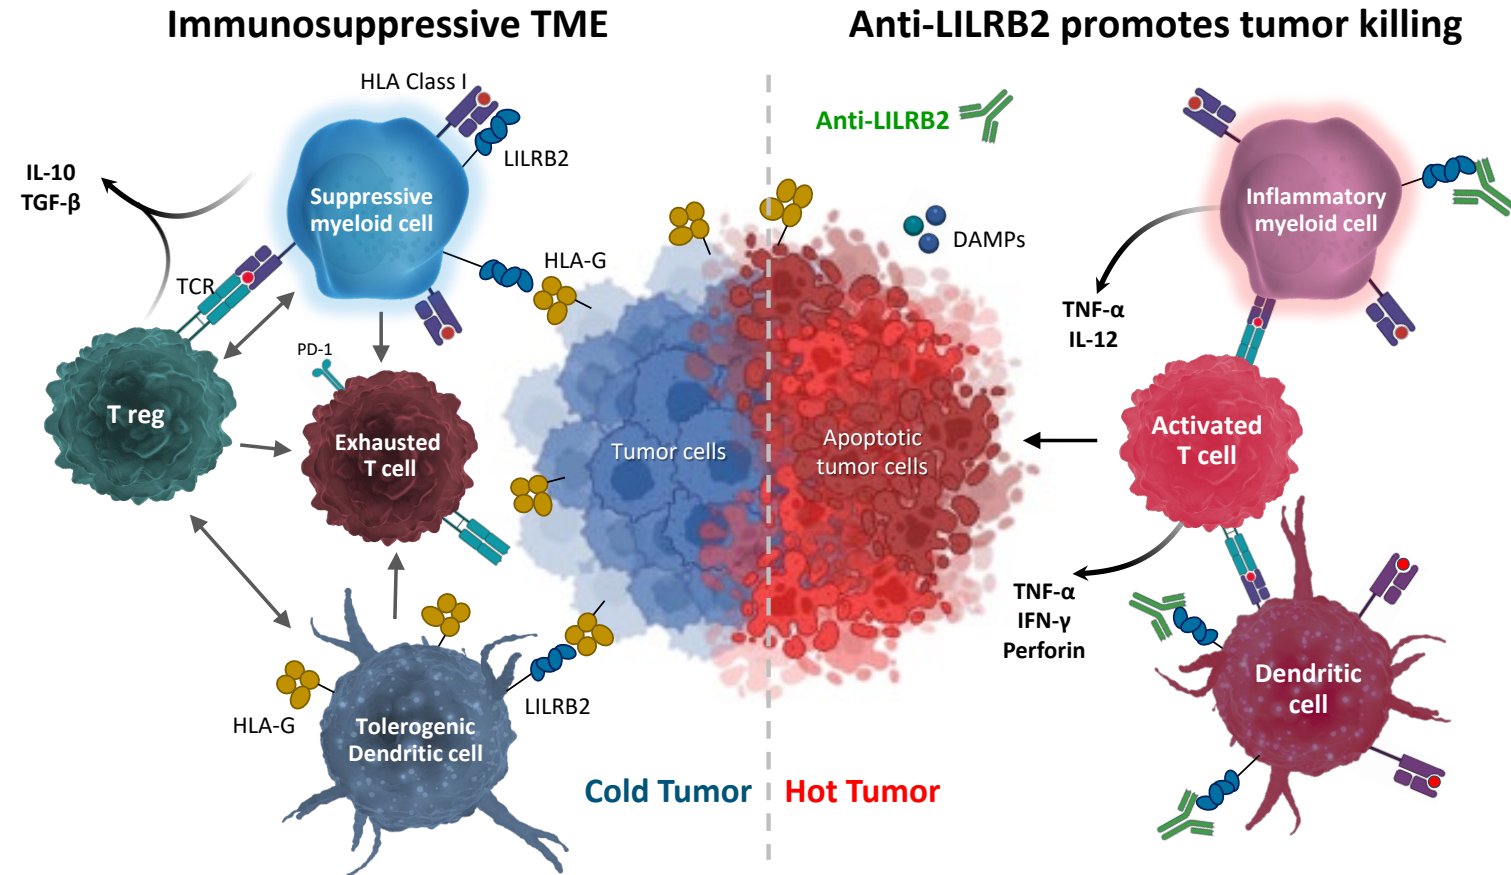 Immunosuppressive TME
Anti-LILRB2 promotes tumor killing
HLA Class I
LILRB2
IL-10
TGF-β
Suppressive
myeloid cell
TCR
HLA-G
PD-1
T reg
Exhausted
T cell
Tumor cells
HLA-G
LILRB2
Tolerogenic
Dendritic cell
Cold Tumor
Anti-LILRB2
DAMPs
Inflammatory
myeloid cell
TNF-α
IL-12
Apoptotic
tumor cells
Activated
T cell
TNF-α
IFN-γ
Perforin
Dendritic
cell
Hot Tumor